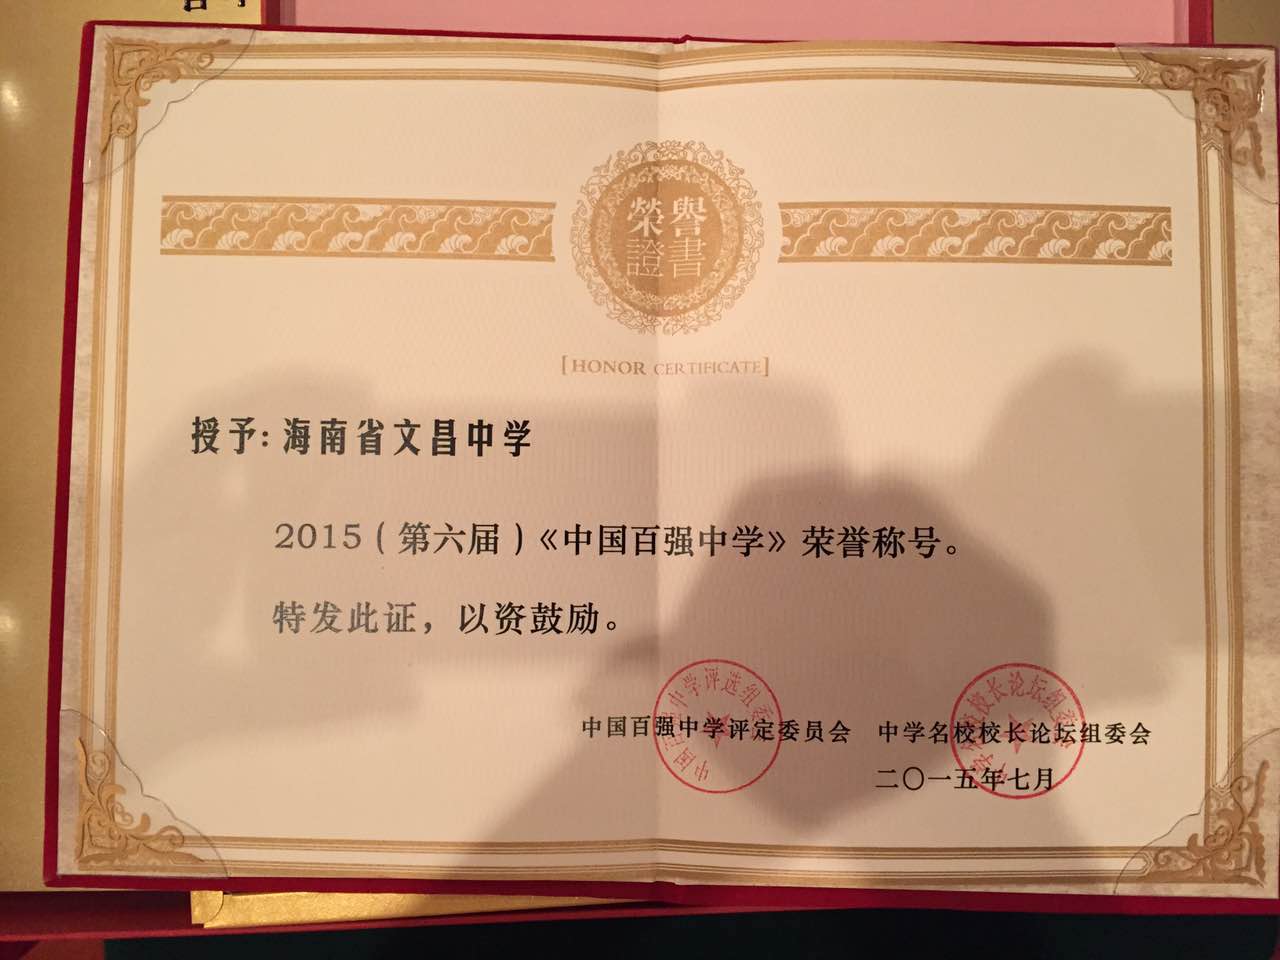 榮譽
證書
[HONOR CERTIFICATE]
授予：海南省文昌中学
2015（第六届）《中国百强中学》荣誉称号。
特发此证，以资鼓励。
中国百强中学评定委员会 中学名校校长论坛组委会
二〇一五年七月